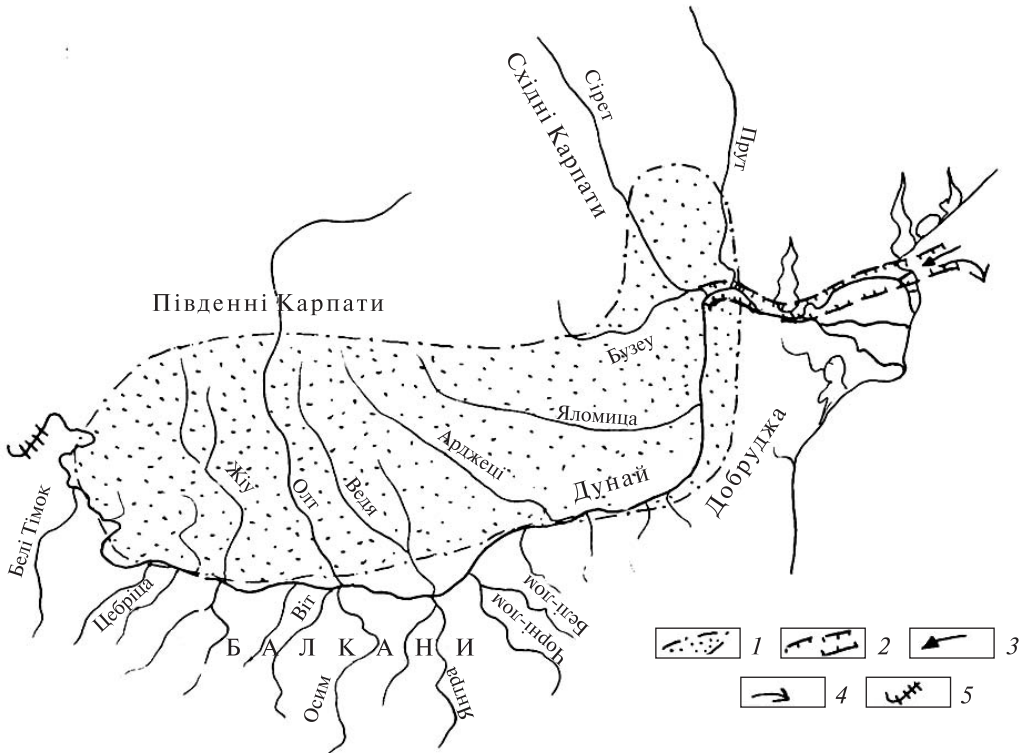 Східні Карпати
Сірет
Прут
Південні Карпати
Бузеу
Яломица
Арджеш
Дунай
Добруджа
Жіу
Олт
Ведя
Белі Тімок
Цебріца
Віт
Белі-лом
Чорні-лом
БАЛКАНИ
Осим
Янтра
1
2
3
4
5